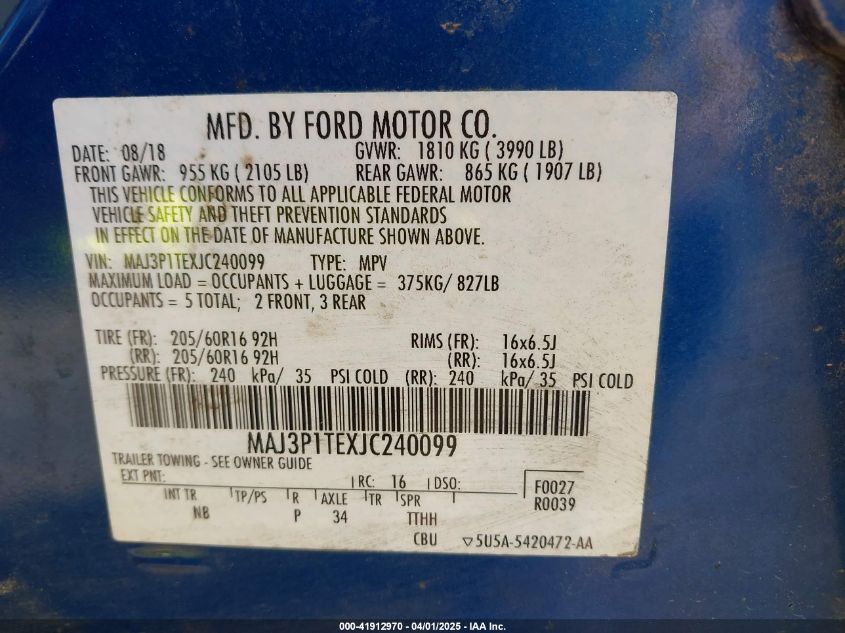 MFD. BY FORD MOTOR CO.
DATE: 08/18 GVWR: 1810 KG ( 3990 LB)
FRONT GAWR: 955 KG ( 2105 LB) REAR GAWR: 865 KG ( 1907 LB)
THIS VEHICLE CONFORMS TO ALL APPLICABLE FEDERAL MOTOR
VEHICLE SAFETY AND THEFT PREVENTION STANDARDS
IN EFFECT ON THE DATE OF MANUFACTURE SHOWN ABOVE.
VIN: MAJ3P1TEXJC240099 TYPE: MPV
MAXIMUM LOAD = OCCUPANTS + LUGGAGE = 375KG/ 827LB
OCCUPANTS = 5 TOTAL; 2 FRONT, 3 REAR
TIRE (FR): 205/60R16 92H RIMS (FR): 16x6.5J
(RR): 205/60R16 92H (RR): 16x6.5J
PRESSURE (FR): 240 kPa/ 35 PSI COLD (RR): 240 kPa/ 35 PSI COLD
MAJ3P1TEXJC240099
TRAILER TOWING - SEE OWNER GUIDE
EXT PNT: RC: 16 DSO: F0027
R0039
INT TR TP/PS R AXLE TR SPR
NB P 34 TTHH
CBU ▽5U5A-5420472-AA
000-41912970 - 04/01/2025 - IAA Inc.